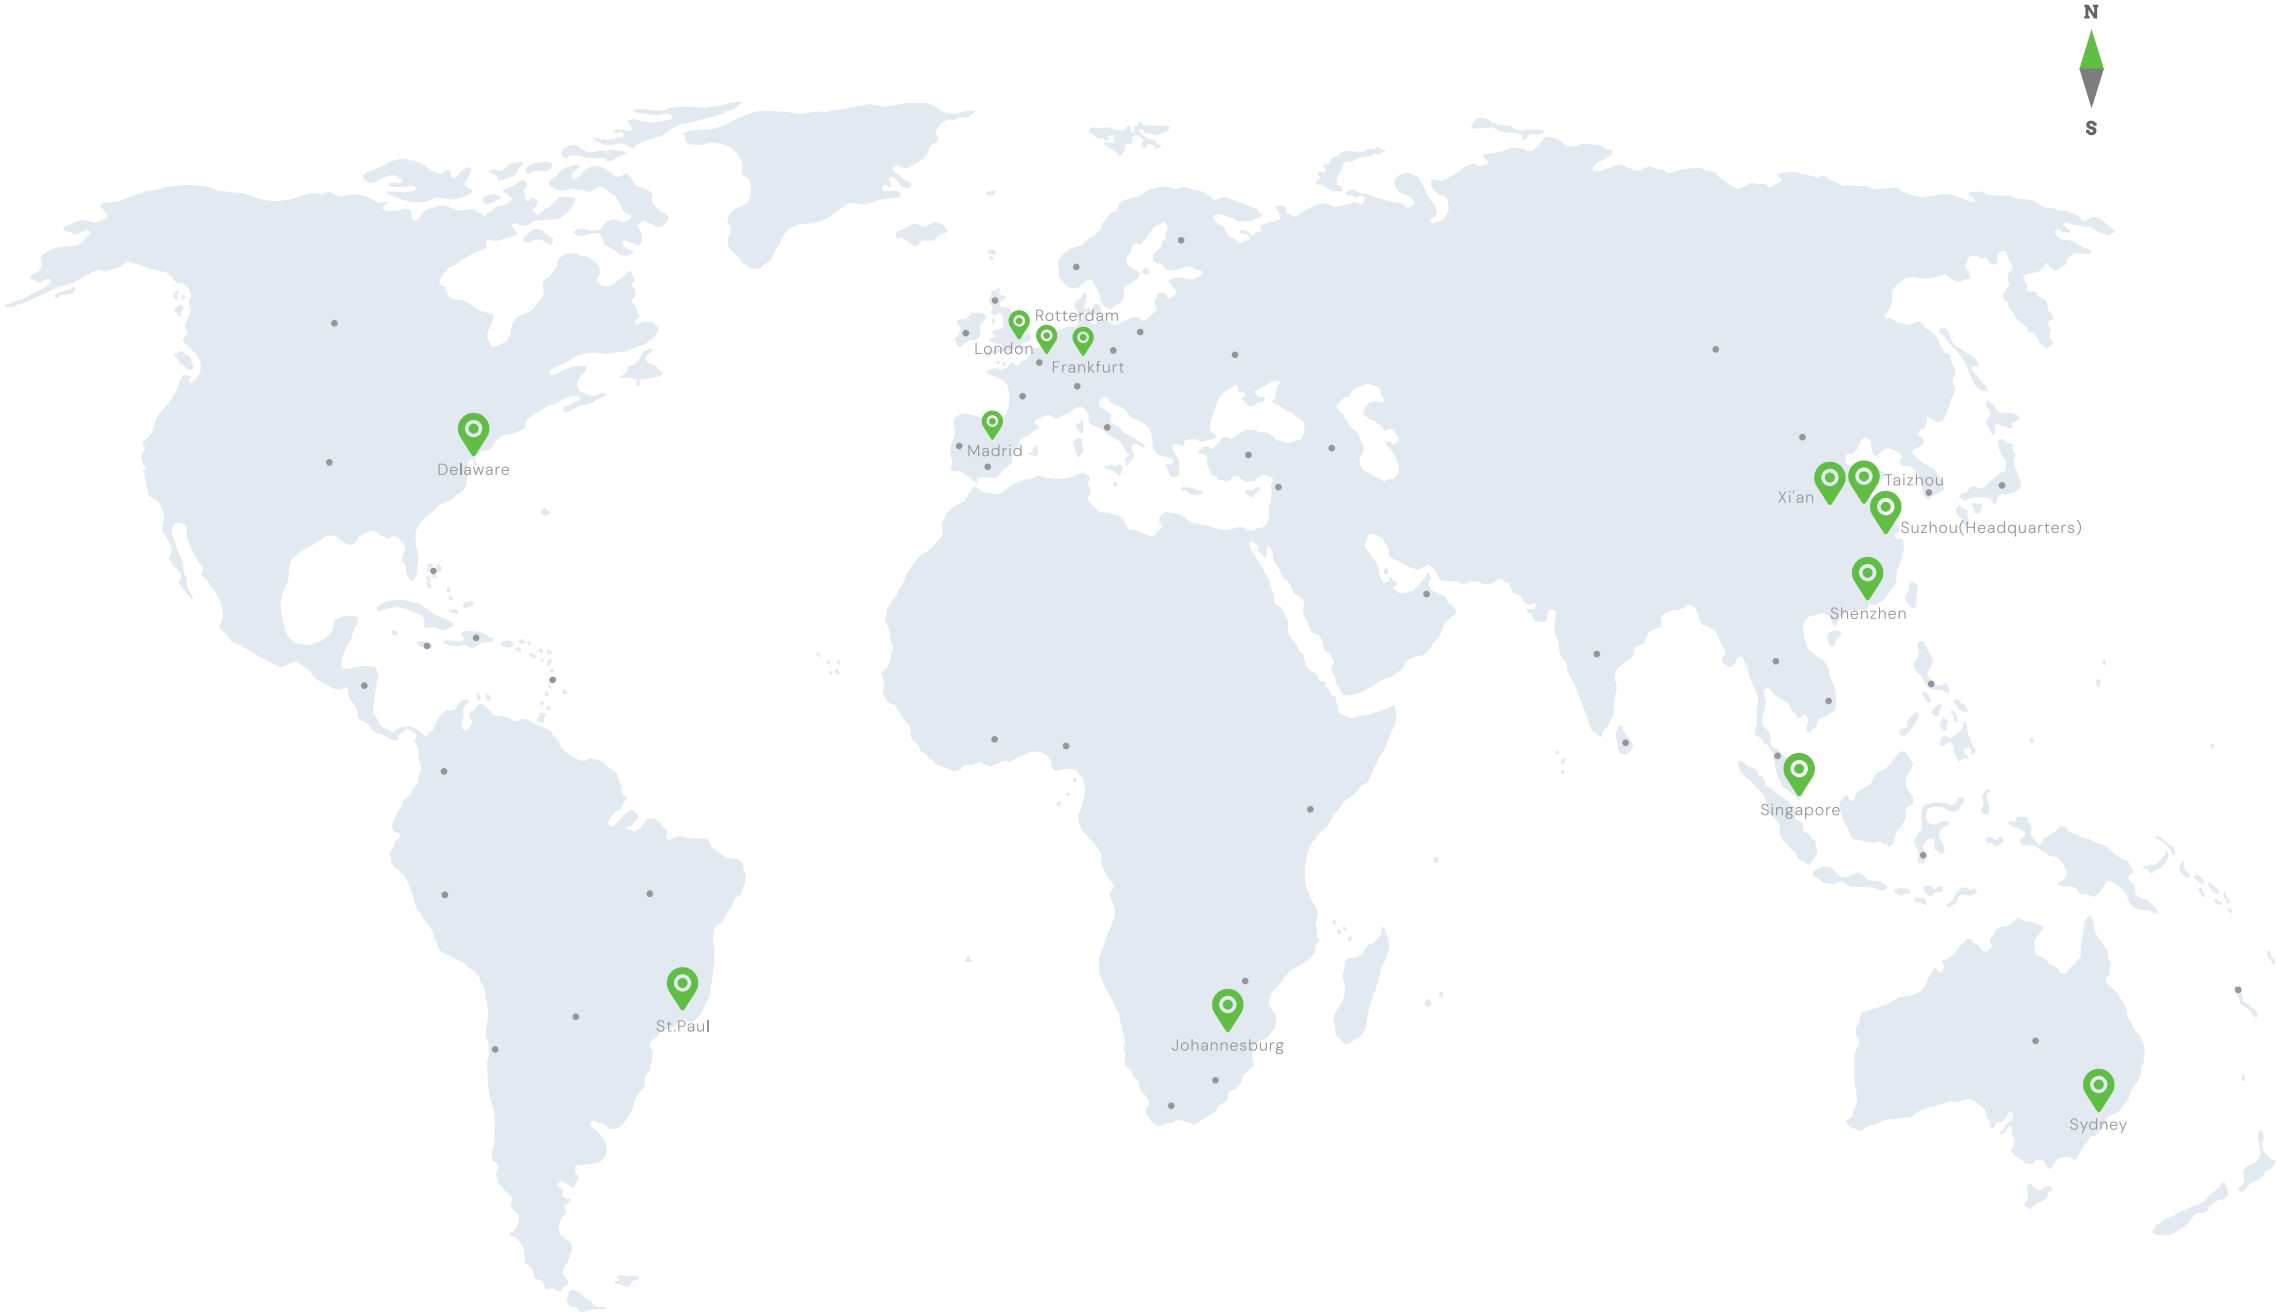 N
S
Rotterdam
London
Frankfurt
Madrid
Delaware
Taizhou
Xi'an
Suzhou(Headquarters)
Shenzhen
Singapore
St.Paul
Johannesburg
Sydney